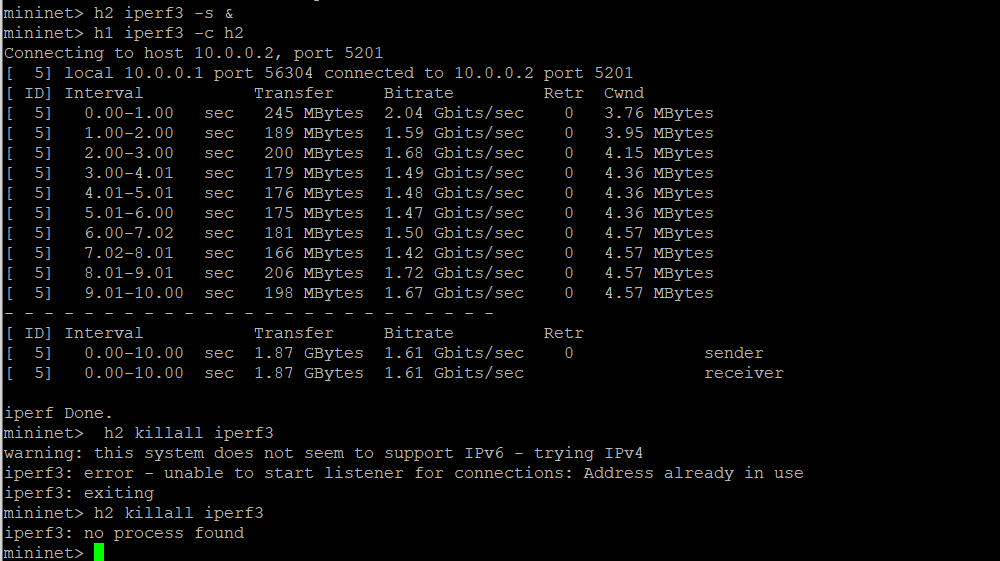 mininet> h2 iperf3 -s &
mininet> h1 iperf3 -c h2
Connecting to host 10.0.0.2, port 5201
[  5] local 10.0.0.1 port 56304 connected to 10.0.0.2 port 5201
[ ID] Interval           Transfer     Bitrate         Retr  Cwnd
[  5]   0.00-1.00   sec   245 MBytes  2.04 Gbits/sec    0   3.76 MBytes
[  5]   1.00-2.00   sec   189 MBytes  1.59 Gbits/sec    0   3.95 MBytes
[  5]   2.00-3.00   sec   200 MBytes  1.68 Gbits/sec    0   4.15 MBytes
[  5]   3.00-4.01   sec   179 MBytes  1.49 Gbits/sec    0   4.36 MBytes
[  5]   4.01-5.01   sec   176 MBytes  1.48 Gbits/sec    0   4.36 MBytes
[  5]   5.01-6.00   sec   175 MBytes  1.47 Gbits/sec    0   4.36 MBytes
[  5]   6.00-7.02   sec   181 MBytes  1.50 Gbits/sec    0   4.57 MBytes
[  5]   7.02-8.01   sec   166 MBytes  1.42 Gbits/sec    0   4.57 MBytes
[  5]   8.01-9.01   sec   206 MBytes  1.72 Gbits/sec    0   4.57 MBytes
[  5]   9.01-10.00  sec   198 MBytes  1.67 Gbits/sec    0   4.57 MBytes
- - - - - - - - - - - - - - - - - - - - - - - - -
[ ID] Interval           Transfer     Bitrate         Retr
[  5]   0.00-10.00  sec  1.87 GBytes  1.61 Gbits/sec    0             sender
[  5]   0.00-10.00  sec  1.87 GBytes  1.61 Gbits/sec                  receiver
iperf Done.
mininet>  h2 killall iperf3
warning: this system does not seem to support IPv6 - trying IPv4
iperf3: error - unable to start listener for connections: Address already in use
iperf3: exiting
mininet> h2 killall iperf3
iperf3: no process found
mininet>